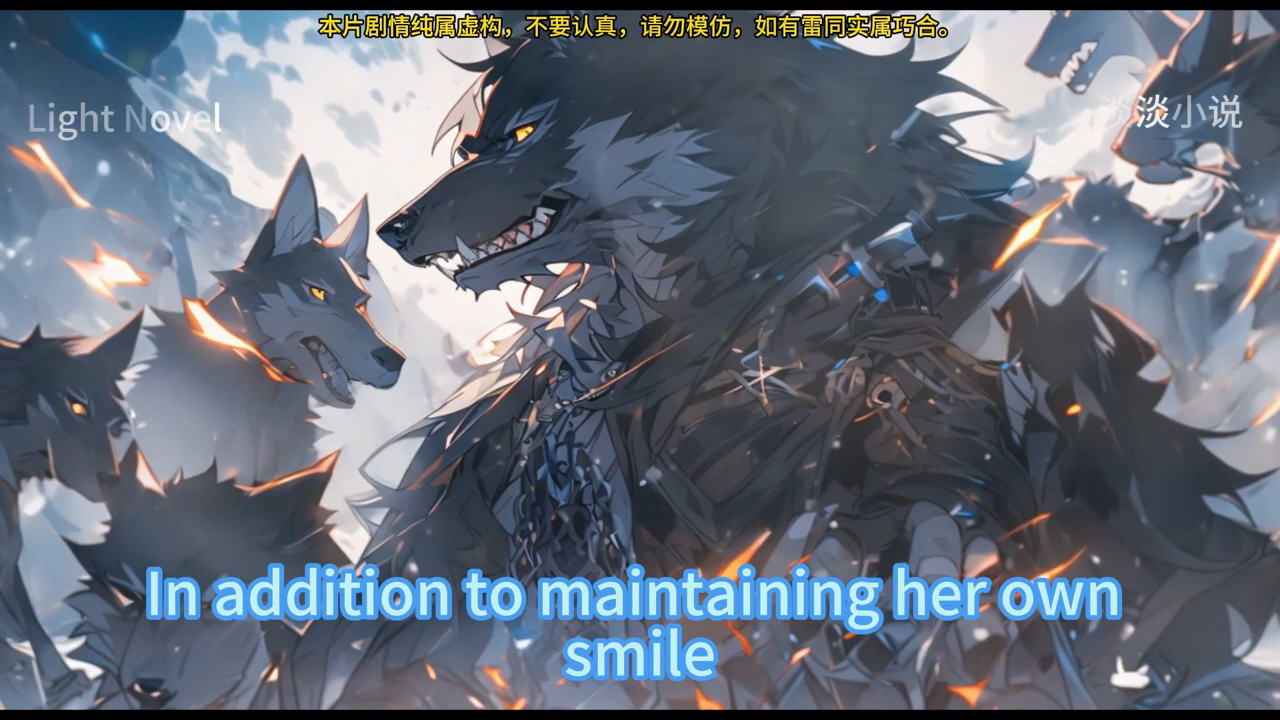 本片剧情纯属虚构，不要认真，请勿模仿，如有雷同实属巧合。
Light Novel
淡淡小说
In addition to maintaining her own
smile